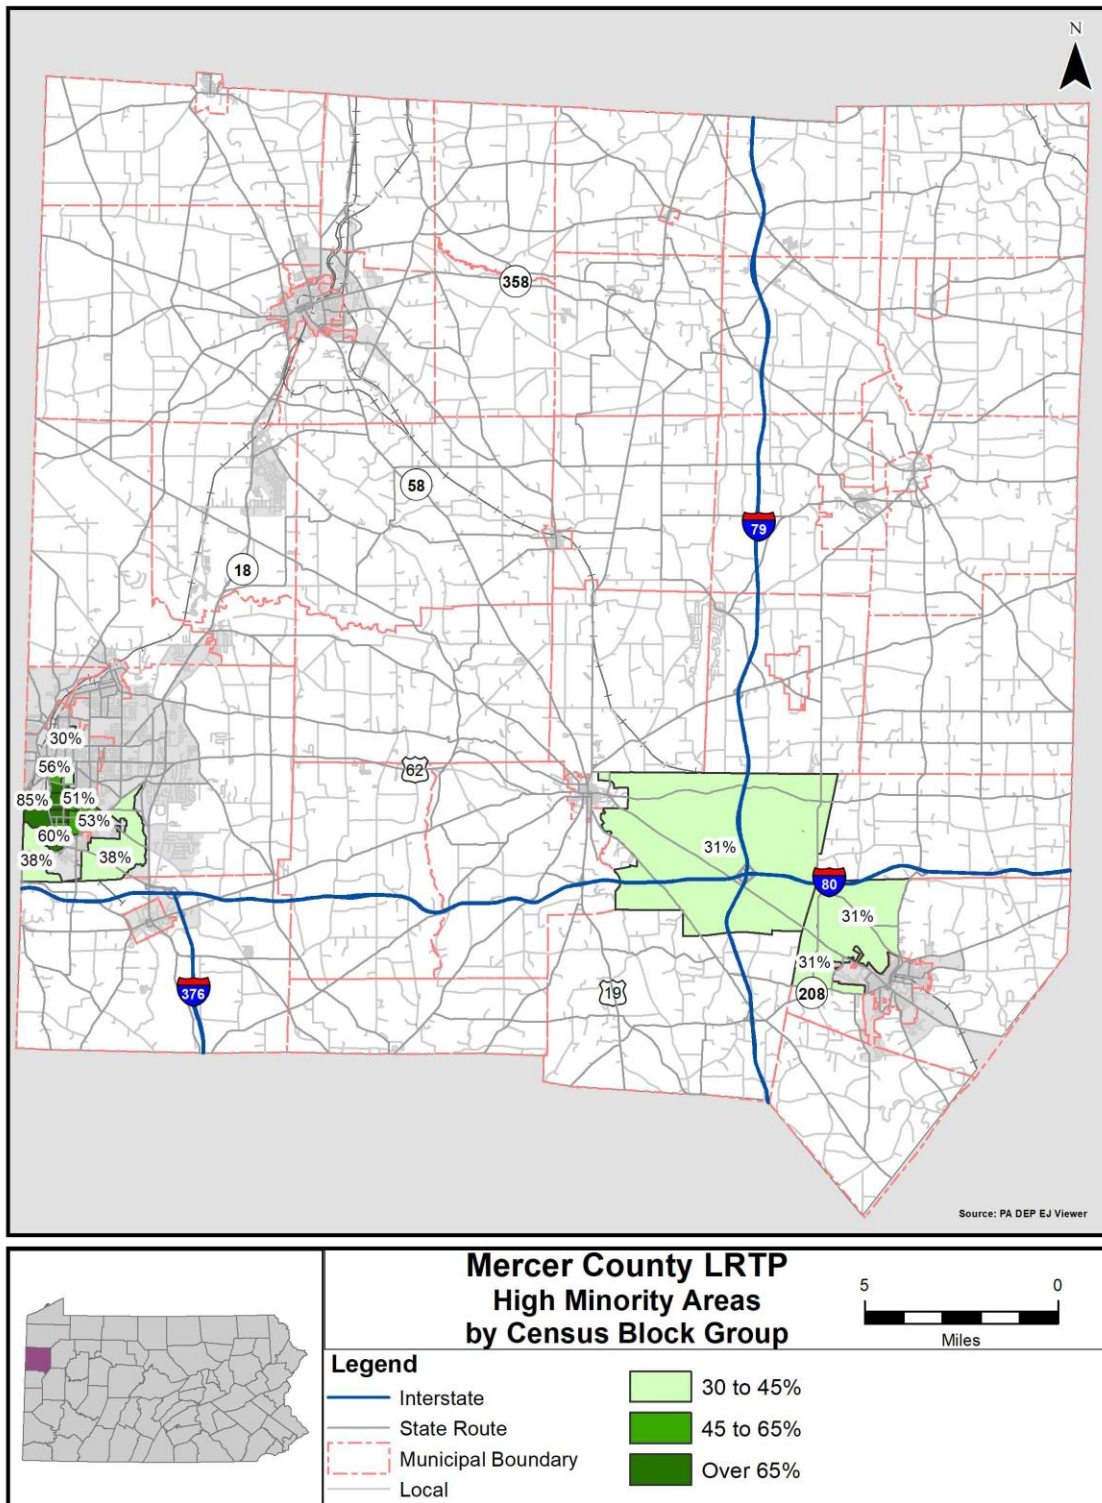 N
358
58
79
18
30%
56%
62
85%
51%
53%
60%
38%
38%
31%
80
31%
31%
376
19
208
Source: PA DEP EJ Viewer
Mercer County LRTP
High Minority Areas
by Census Block Group
5 0
Miles
Legend
Interstate
State Route
Municipal Boundary
Local
30 to 45%
45 to 65%
Over 65%